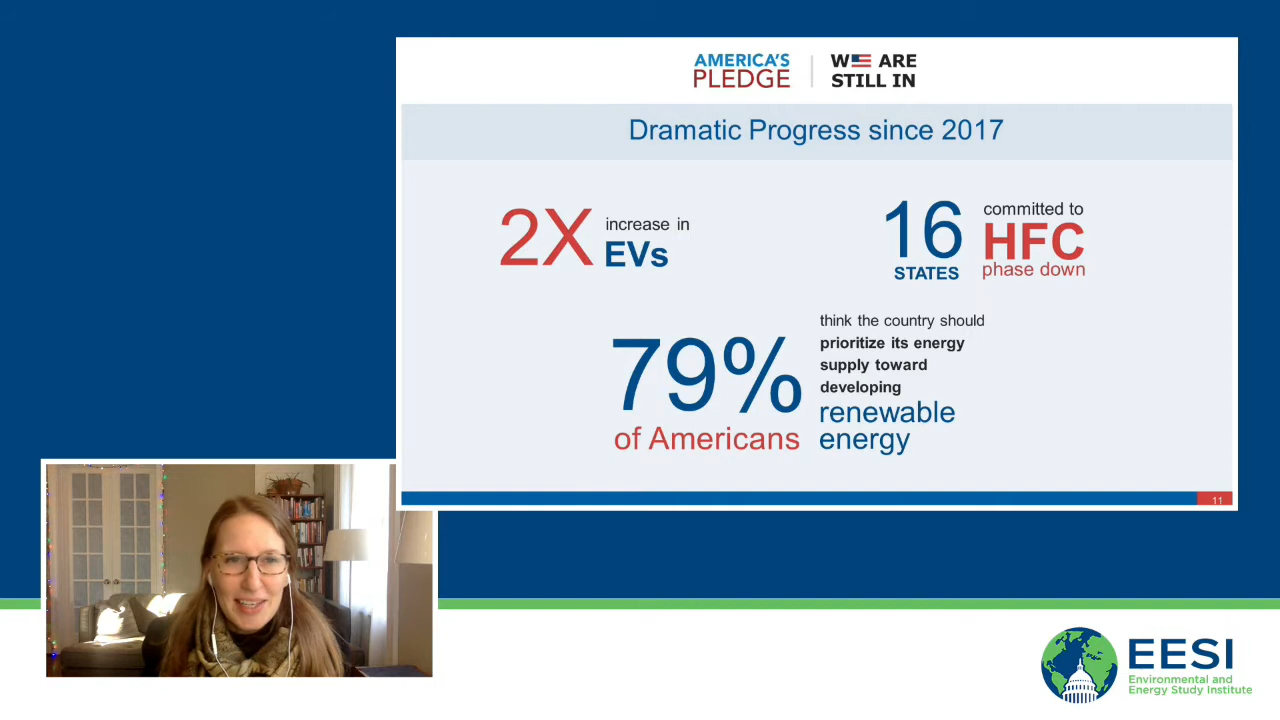 AMERICA'S
PLEDGE
WE ARE
STILL IN
Dramatic Progress since 2017
2X
increase in
EVs
16
STATES
committed to
HFC
phase down
79%
of Americans
think the country should
prioritize its energy
supply toward
developing
renewable
energy
11
EESI
Environmental and
Energy Study Institute